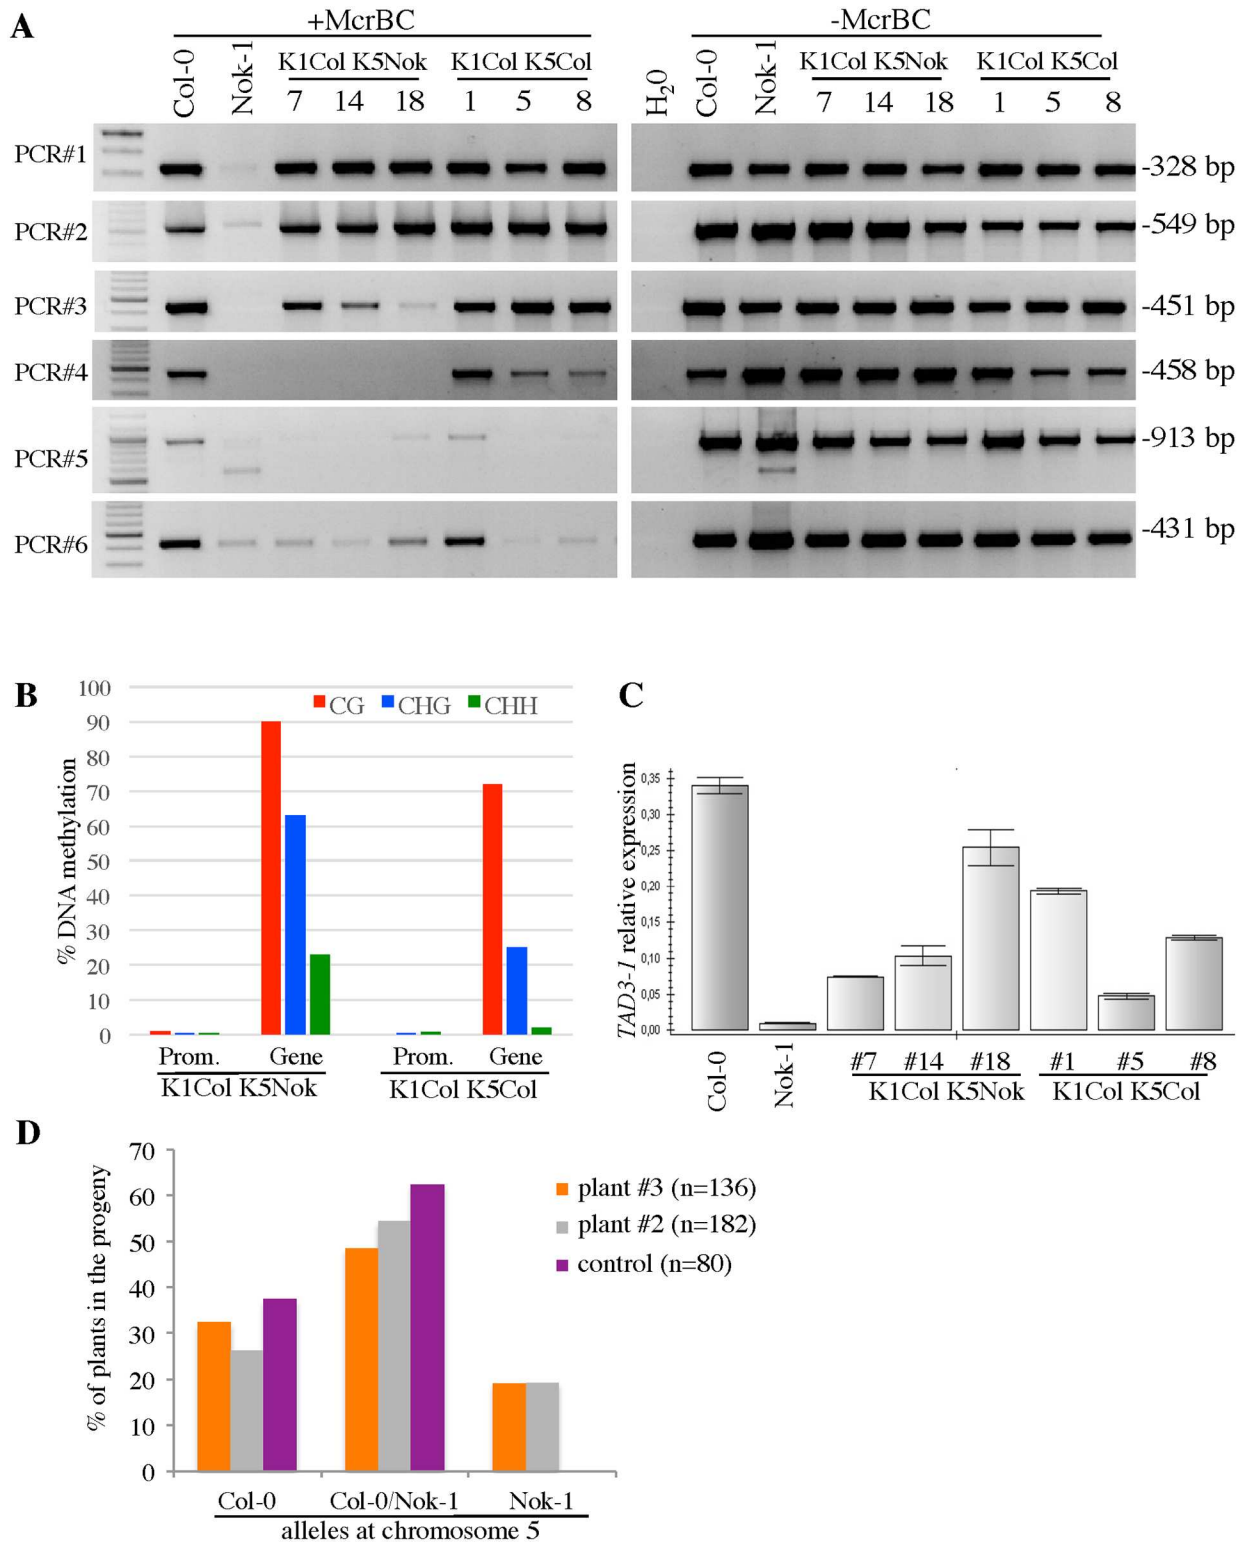 A
+McrBC
-McrBC
Col-0
Nok-1
K1Col K5Nok
K1Col K5Col
H₂0
Col-0
Nok-1
K1Col K5Nok
K1Col K5Col
7 14 18 1 5 8
7 14 18 1 5 8
PCR#1
-328 bp
PCR#2
-549 bp
PCR#3
-451 bp
PCR#4
-458 bp
PCR#5
-913 bp
PCR#6
-431 bp
B
% DNA methylation
100
90
80
70
60
50
40
30
20
10
0
CG CHG CHH
Prom. Gene Prom. Gene
K1Col K5Nok K1Col K5Col
C
TAD3-1 relative expression
0,35
0,30
0,25
0,20
0,15
0,10
0,05
0,00
Col-0
Nok-1
#7 #14 #18 #1 #5 #8
K1Col K5Nok K1Col K5Col
D
% of plants in the progeny
70
60
50
40
30
20
10
0
plant #3 (n=136)
plant #2 (n=182)
control (n=80)
Col-0 Col-0/Nok-1 Nok-1
alleles at chromosome 5